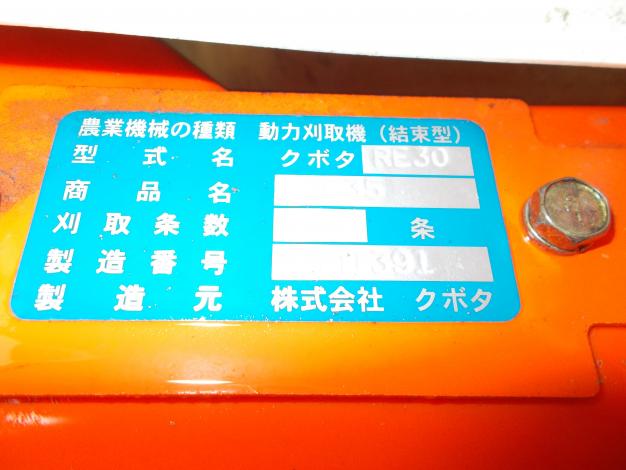 農業機械の種類 動力刈取機(結束型)
型式名 クボタ RE30
商品名
刈取条数 条
製造番号 391
製造元 株式会社 クボタ